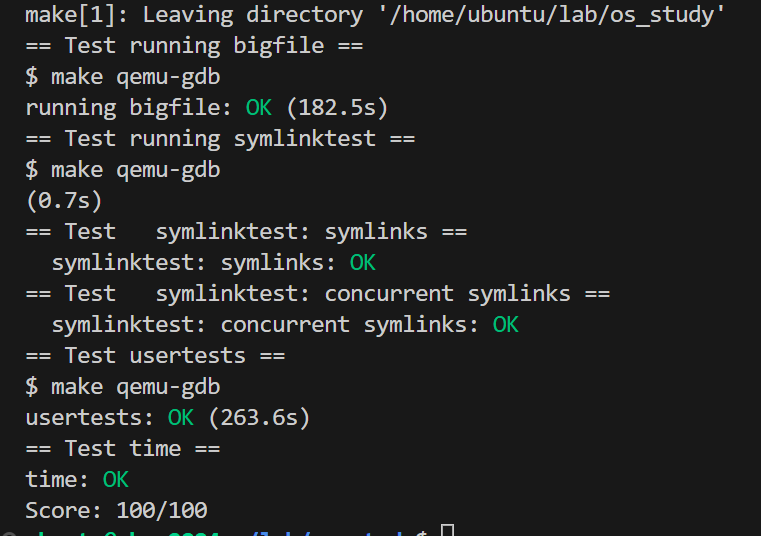 make[1]: Leaving directory '/home/ubuntu/lab/os_study'
== Test running bigfile ==
$ make qemu-gdb
running bigfile: OK (182.5s)
== Test running symlinktest ==
$ make qemu-gdb
(0.7s)
== Test   symlinktest: symlinks ==
  symlinktest: symlinks: OK
== Test   symlinktest: concurrent symlinks ==
  symlinktest: concurrent symlinks: OK
== Test usertests ==
$ make qemu-gdb
usertests: OK (263.6s)
== Test time ==
time: OK
Score: 100/100